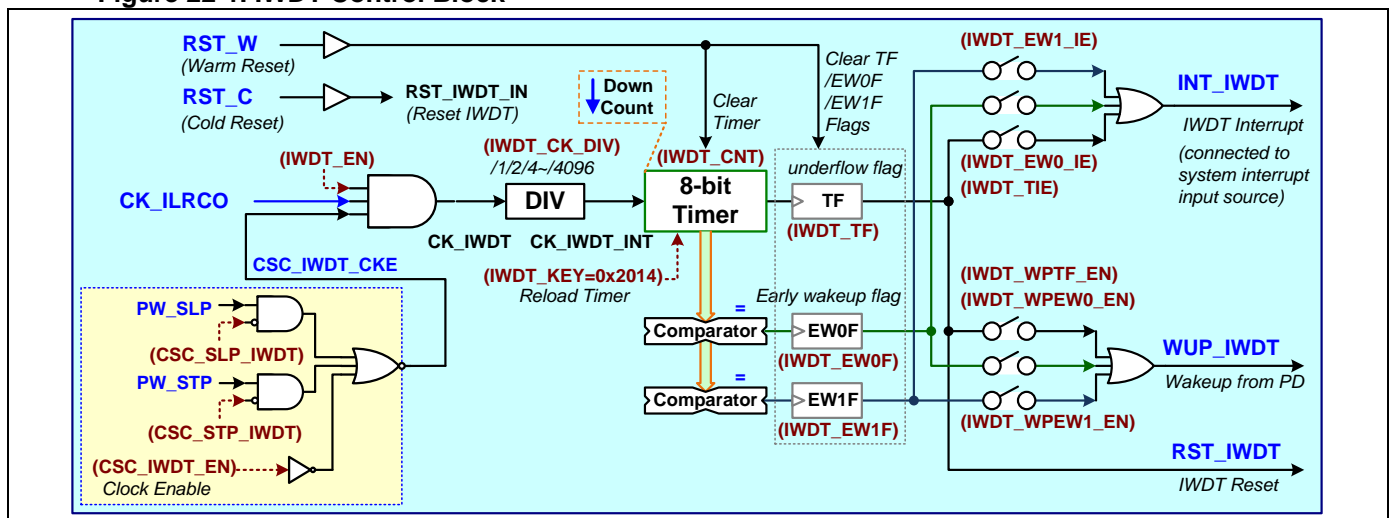 RST_W
(Warm Reset)
RST_C
(Cold Reset)
RST_IWDT_IN
(Reset IWDT)
Down
Count
Clear
Timer
Clear TF
/EW0F
/EW1F
Flags
(IWDT_EW1_IE)
INT_IWDT
IWDT Interrupt
(connected to
system interrupt
input source)
(IWDT_EW0_IE)
(IWDT_TIE)
(IWDT_EN)
CK_ILRCO
(IWDT_CK_DIV)
/1/2/4~/4096
DIV
CK_IWDT
CK_IWDT_INT
(IWDT_CNT)
8-bit
Timer
underflow flag
TF
(IWDT_TF)
(IWDT_KEY=0x2014)
Reload Timer
CSC_IWDT_CKE
PW_SLP
(CSC_SLP_IWDT)
PW_STP
(CSC_STP_IWDT)
(CSC_IWDT_EN)
Clock Enable
Early wakeup flag
=
Comparator
EW0F
(IWDT_EW0F)
=
Comparator
EW1F
(IWDT_EW1F)
(IWDT_WPTF_EN)
(IWDT_WPEW0_EN)
WUP_IWDT
Wakeup from PD
(IWDT_WPEW1_EN)
RST_IWDT
IWDT Reset